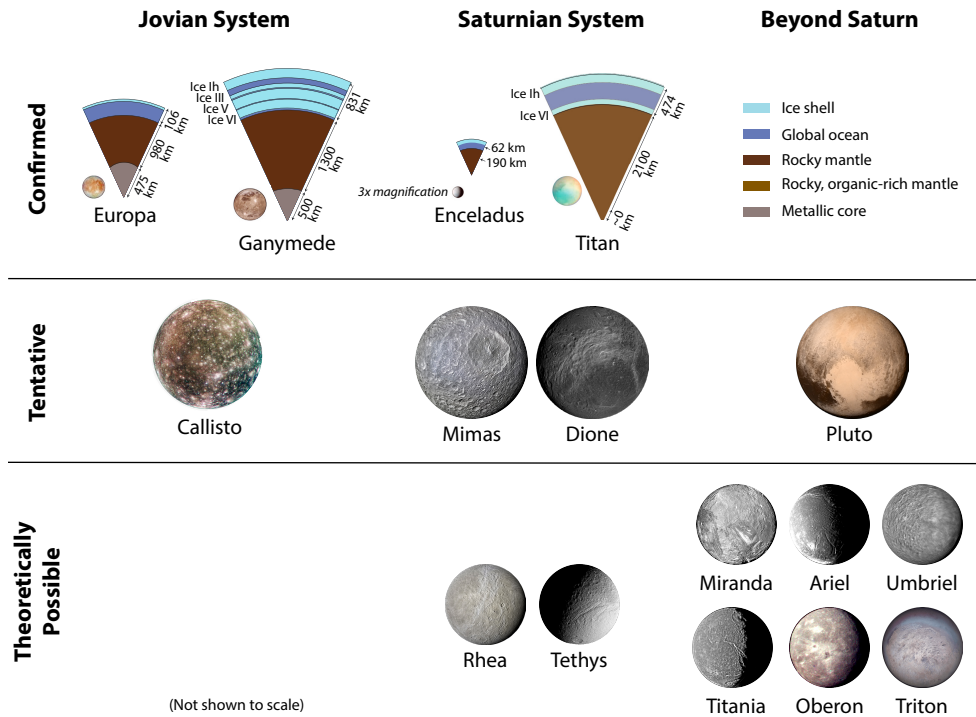 Jovian System
Saturnian System
Beyond Saturn
Confirmed
106 km
980 km
475 km
Europa
Ice Ih
Ice III
Ice V
Ice VI
831 km
1300 km
500 km
Ganymede
62 km
190 km
3x magnification
Enceladus
Ice Ih
Ice VI
474 km
2100 km
~0 km
Titan
Ice shell
Global ocean
Rocky mantle
Rocky, organic-rich mantle
Metallic core
Tentative
Callisto
Mimas
Dione
Pluto
Theoretically
Possible
Rhea
Tethys
Miranda
Ariel
Umbriel
Titania
Oberon
Triton
(Not shown to scale)